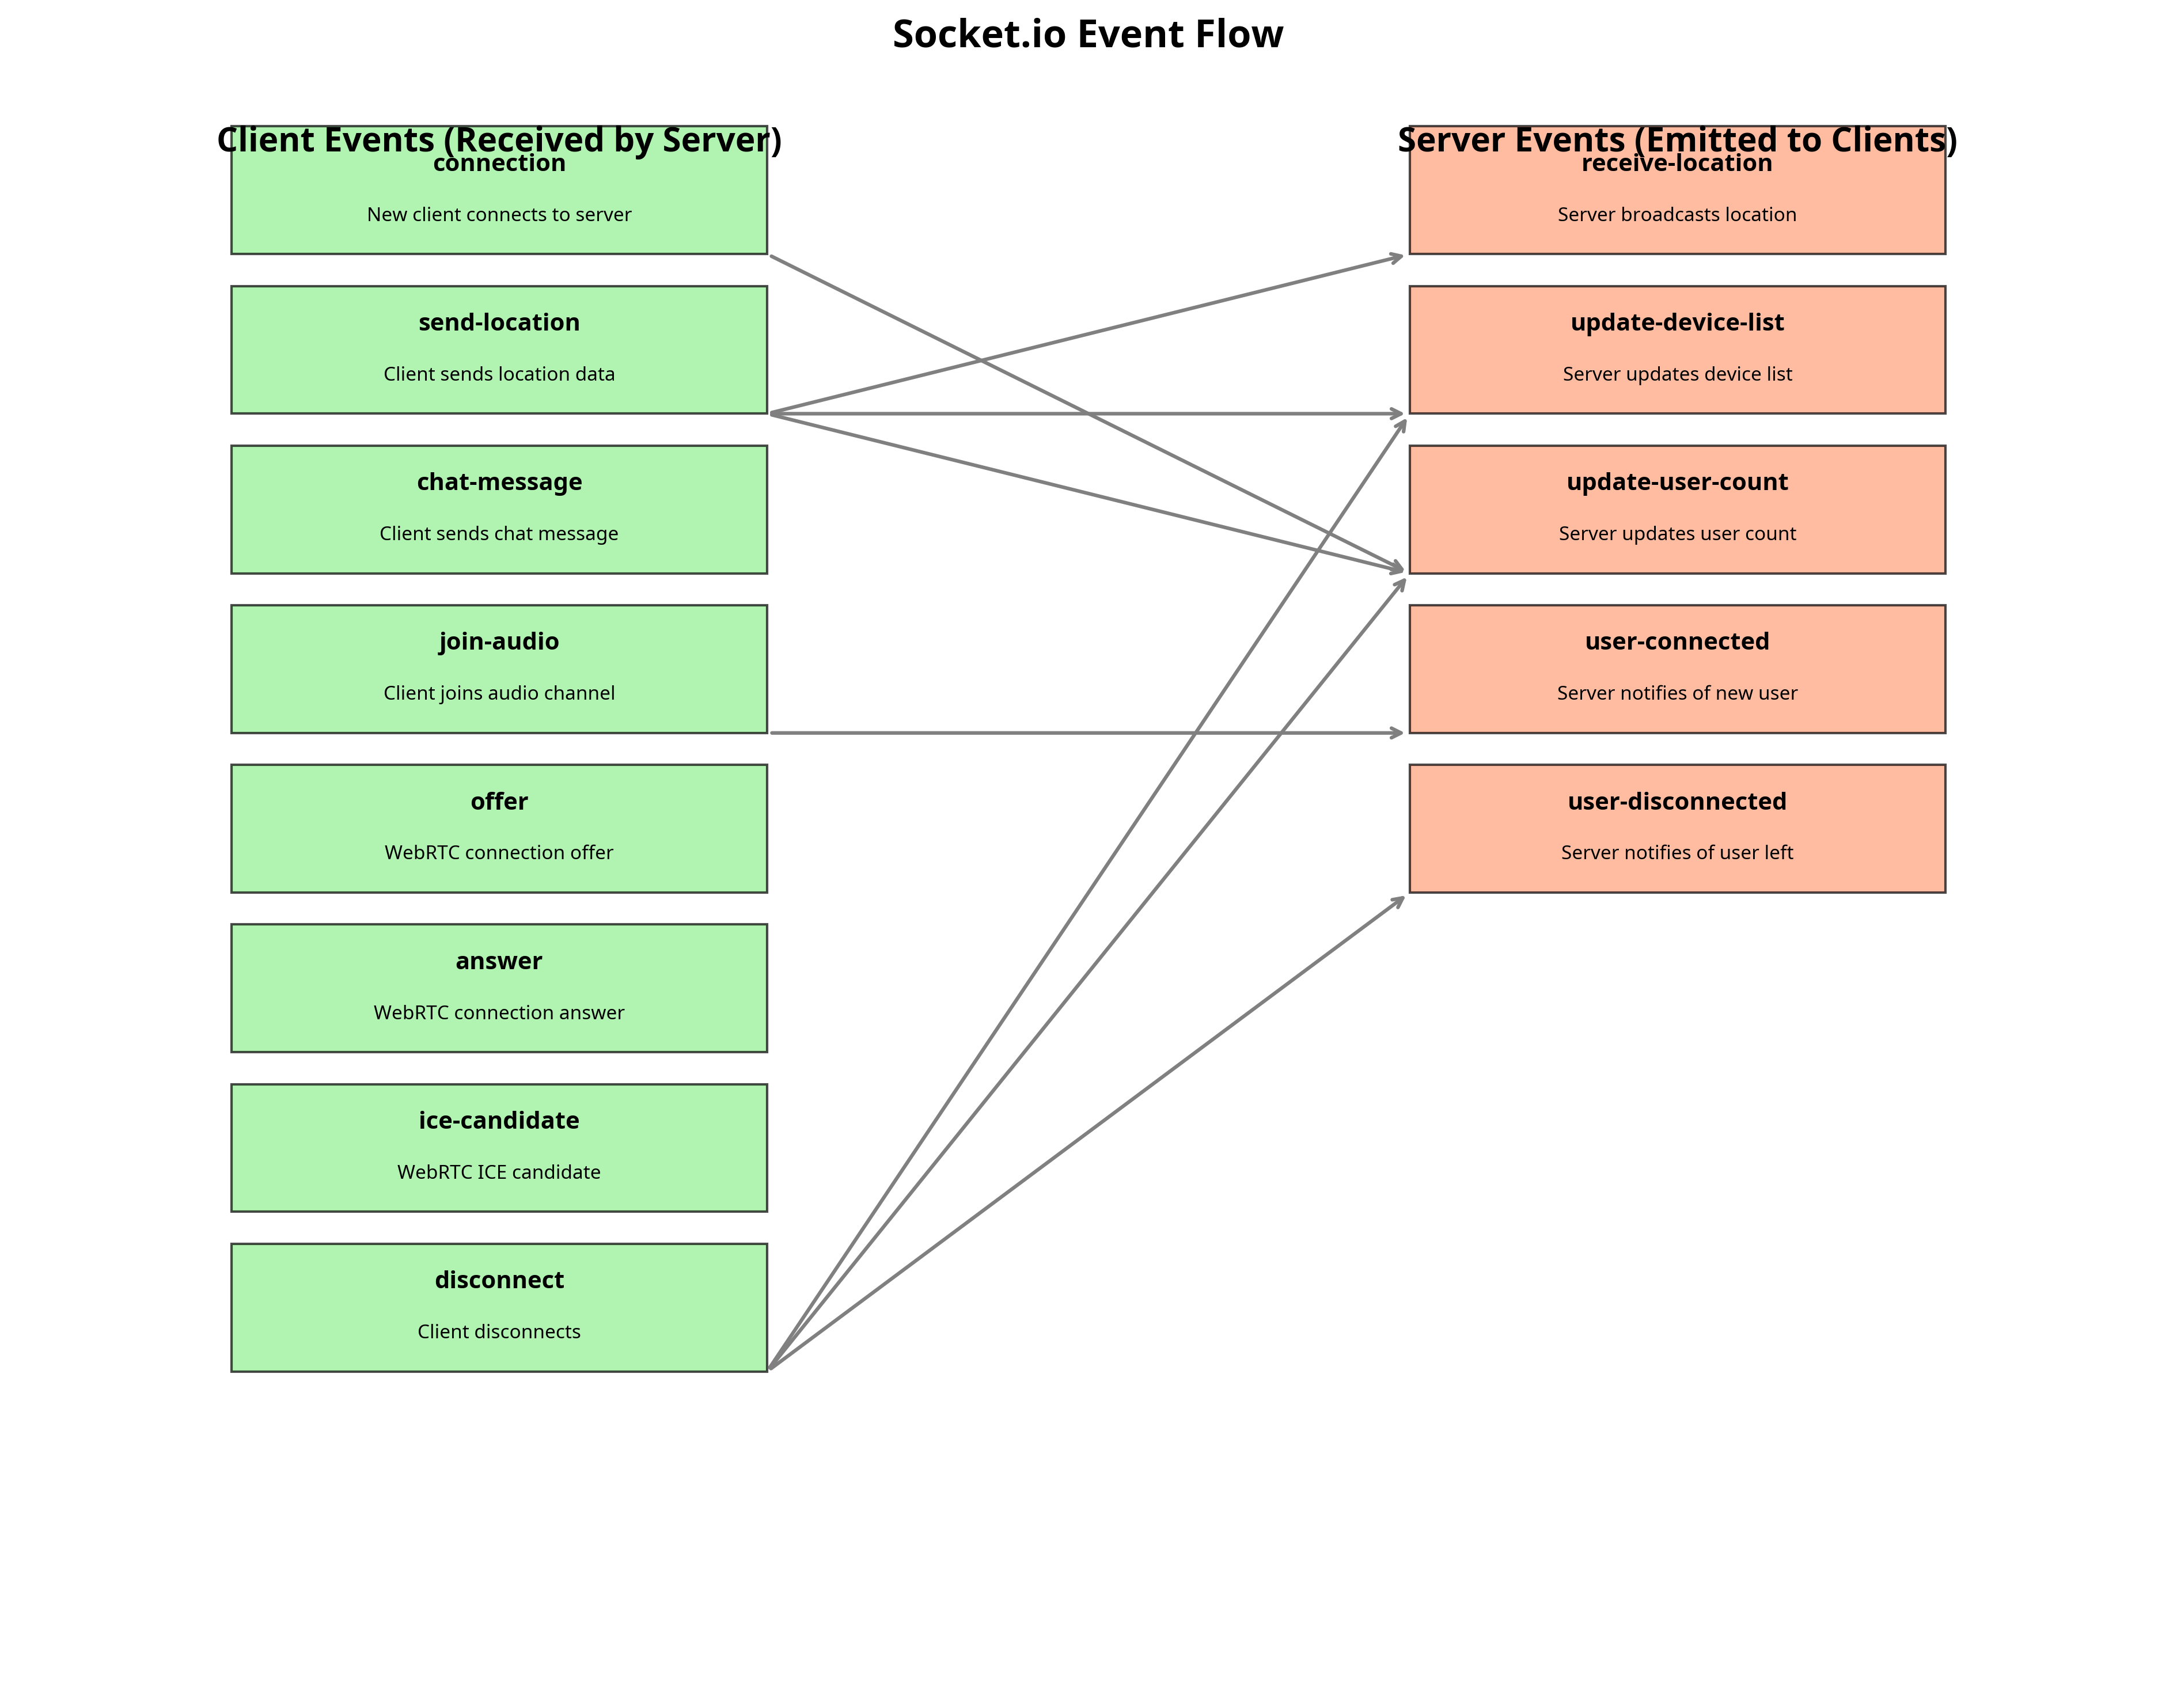 Socket.io Event Flow
Client Events (Received by Server)
connection
New client connects to server
send-location
Client sends location data
chat-message
Client sends chat message
join-audio
Client joins audio channel
offer
WebRTC connection offer
answer
WebRTC connection answer
ice-candidate
WebRTC ICE candidate
disconnect
Client disconnects
Server Events (Emitted to Clients)
receive-location
Server broadcasts location
update-device-list
Server updates device list
update-user-count
Server updates user count
user-connected
Server notifies of new user
user-disconnected
Server notifies of user left